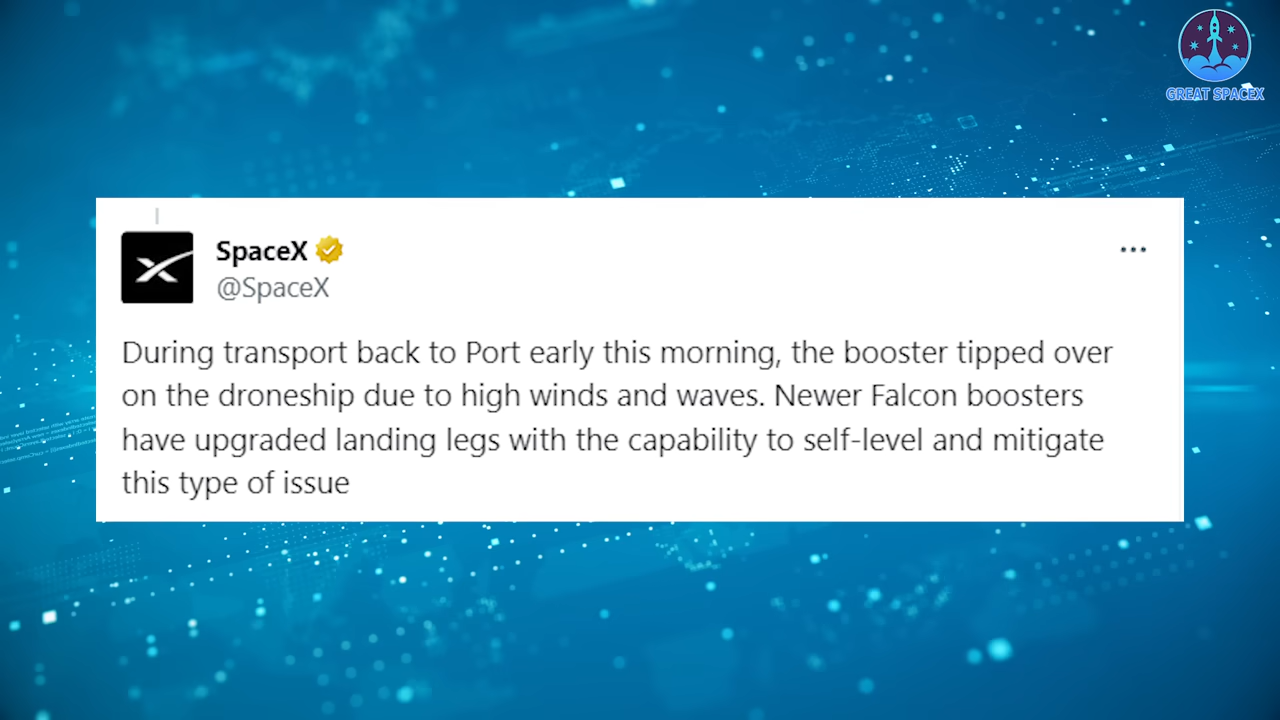 GREAT SPACEX
SpaceX
@SpaceX
During transport back to Port early this morning, the booster tipped over
on the droneship due to high winds and waves. Newer Falcon boosters
have upgraded landing legs with the capability to self-level and mitigate
this type of issue